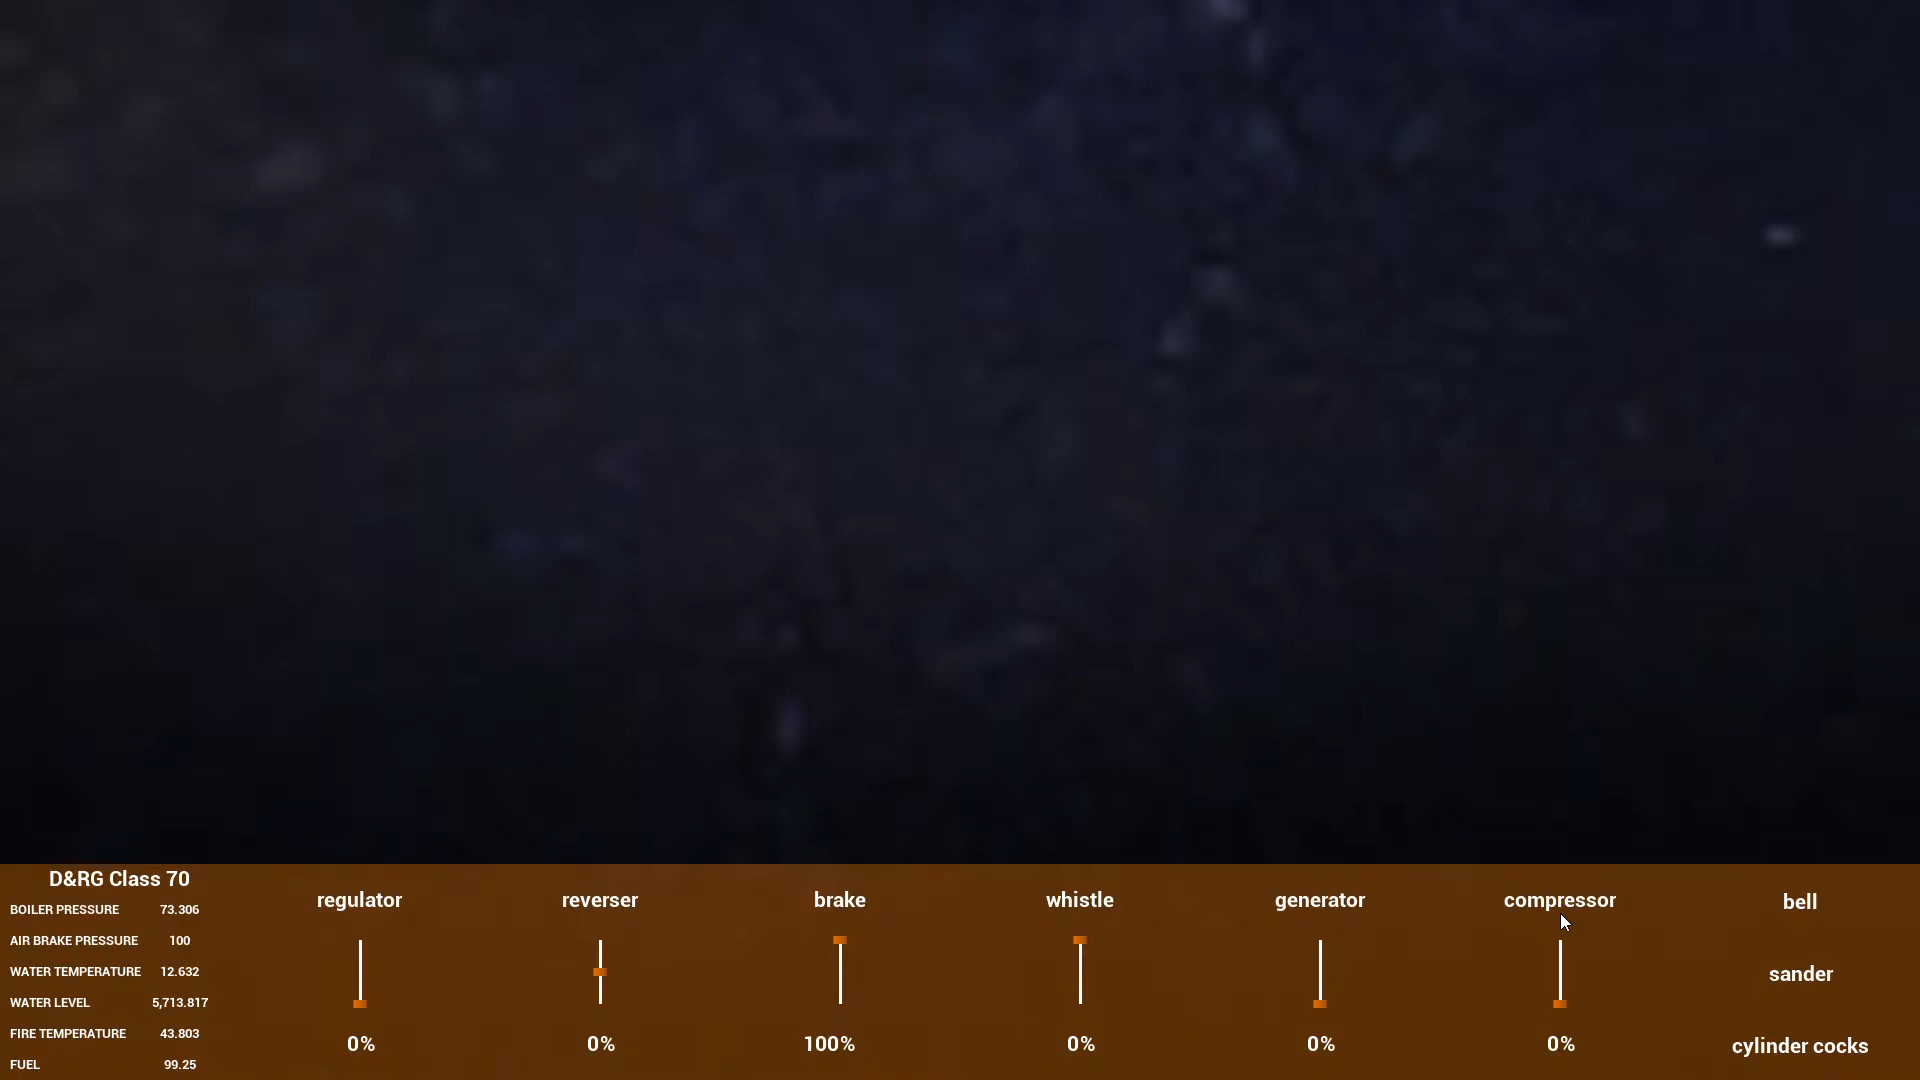 D&RG Class 70
BOILER PRESSURE 73.306
AIR BRAKE PRESSURE 100
WATER TEMPERATURE 12.632
WATER LEVEL 5,713.817
FIRE TEMPERATURE 43.803
FUEL 99.25
regulator
0%
reverser
0%
brake
100%
whistle
0%
generator
0%
compressor
0%
bell
sander
cylinder cocks